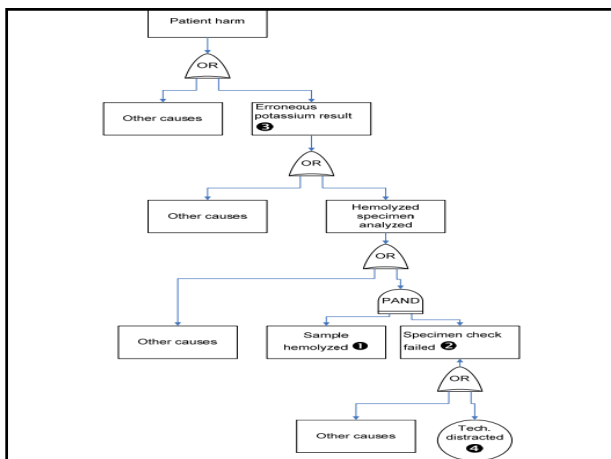 Patient harm
OR
Other causes
Erroneous
potassium result
❸
OR
Other causes
Hemolyzed
specimen
analyzed
OR
PAND
Other causes
Sample
hemolyzed ❶
Specimen check
failed ❷
OR
Other causes
Tech.
distracted
❹